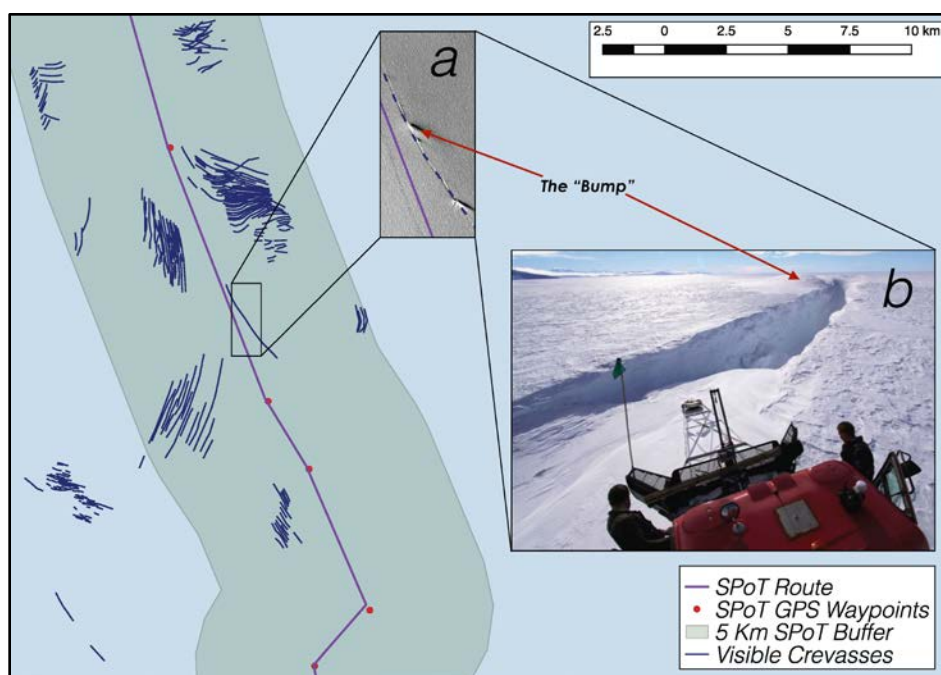 2.5 0 2.5 5 7.5 10 km
a
The "Bump"
b
SPoT Route
SPoT GPS Waypoints
5 Km SPoT Buffer
Visible Crevasses